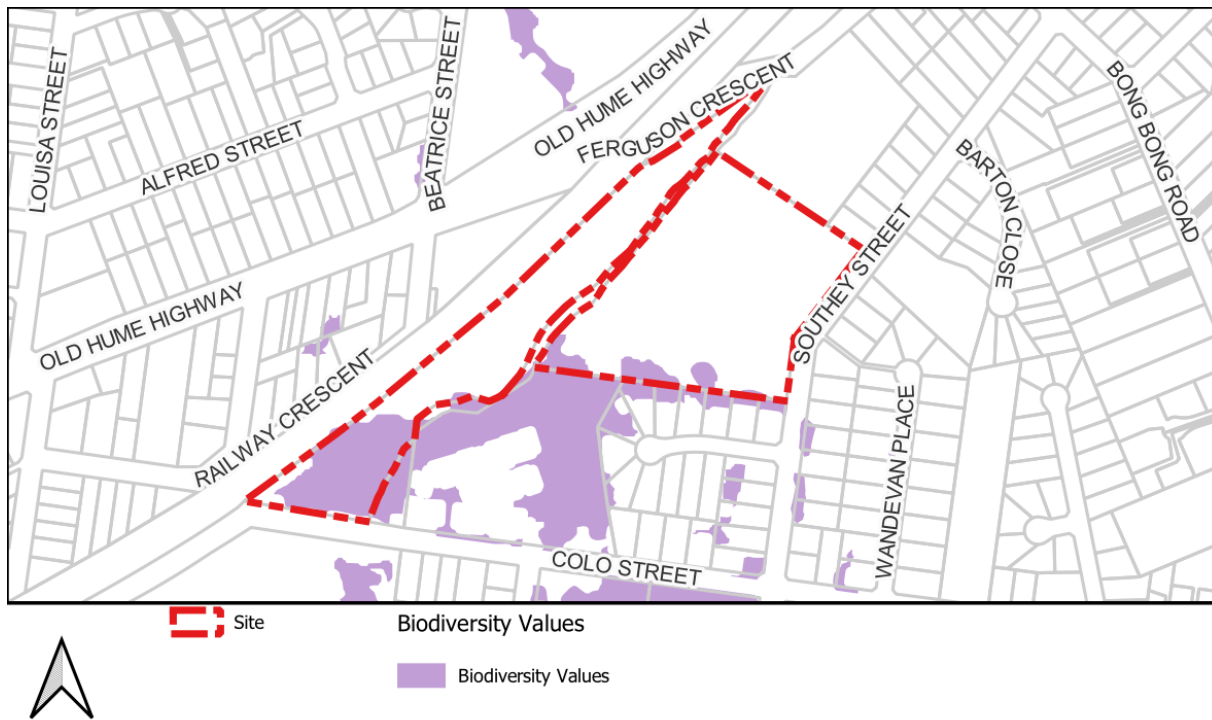 LOUISA STREET
ALFRED STREET
BEATRICE STREET
OLD HUME HIGHWAY
FERGUSON CRESCENT
BONG BONG ROAD
BARTON CLOSE
SOUTHEY STREET
OLD HUME HIGHWAY
RAILWAY CRESCENT
WANDEVAN PLACE
COLO STREET
Site
Biodiversity Values
Biodiversity Values